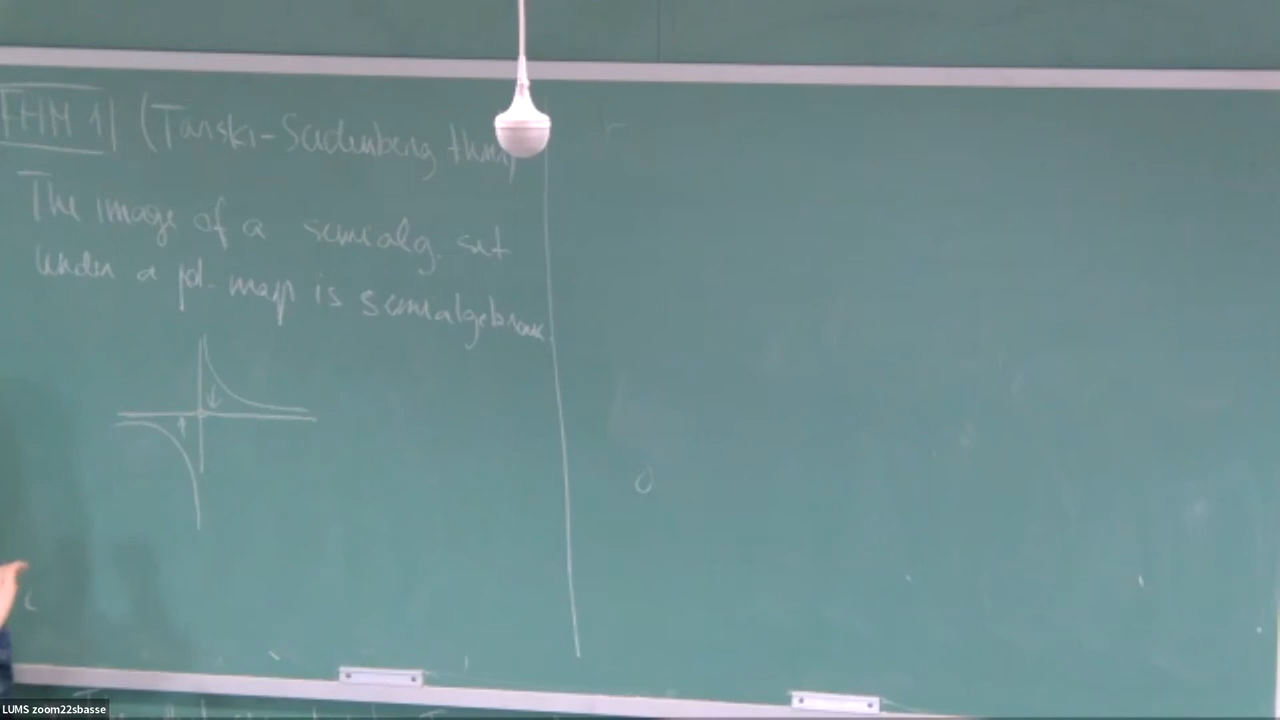 THM 1 (Tarski-Seidenberg thm)
The image of a semialg. set
under a pol. map is semialgebraic.
LUMS zoom22sbasse